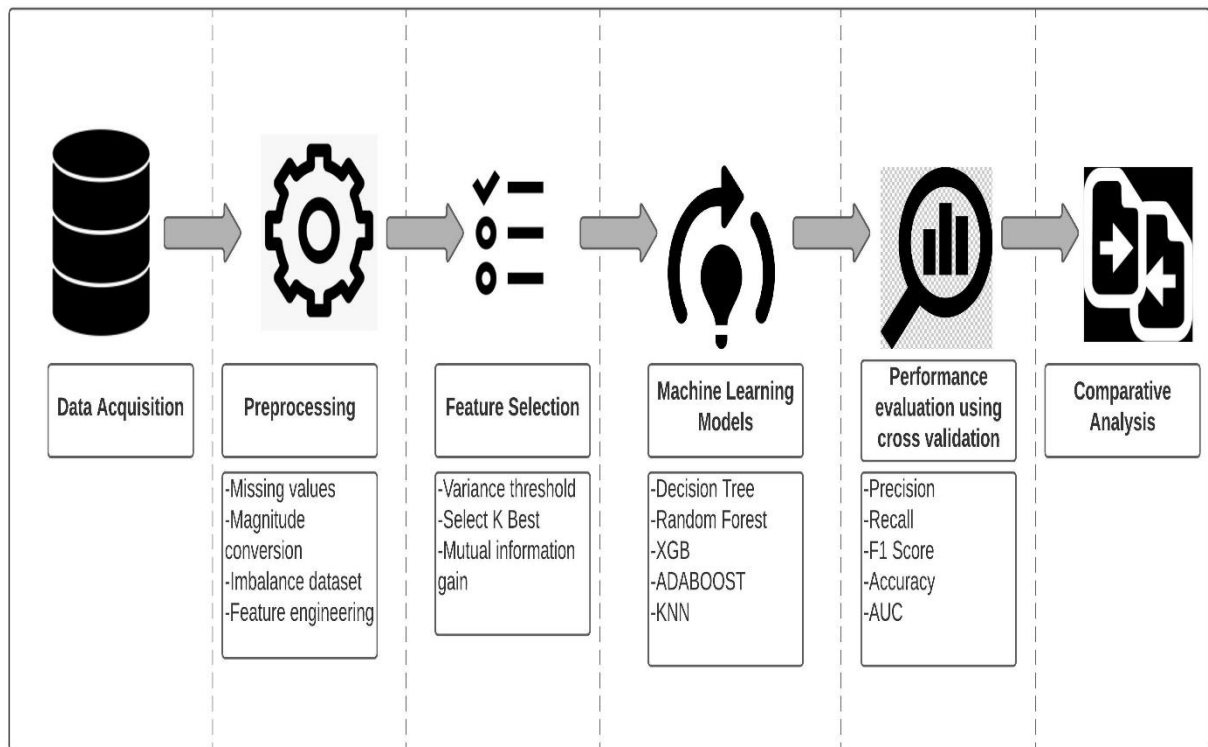 Data Acquisition
Preprocessing
-Missing values
-Magnitude
conversion
-Imbalance dataset
-Feature engineering
Feature Selection
-Variance threshold
-Select K Best
-Mutual information
gain
Machine Learning
Models
-Decision Tree
-Random Forest
-XGB
-ADABOOST
-KNN
Performance
evaluation using
cross validation
-Precision
-Recall
-F1 Score
-Accuracy
-AUC
Comparative
Analysis